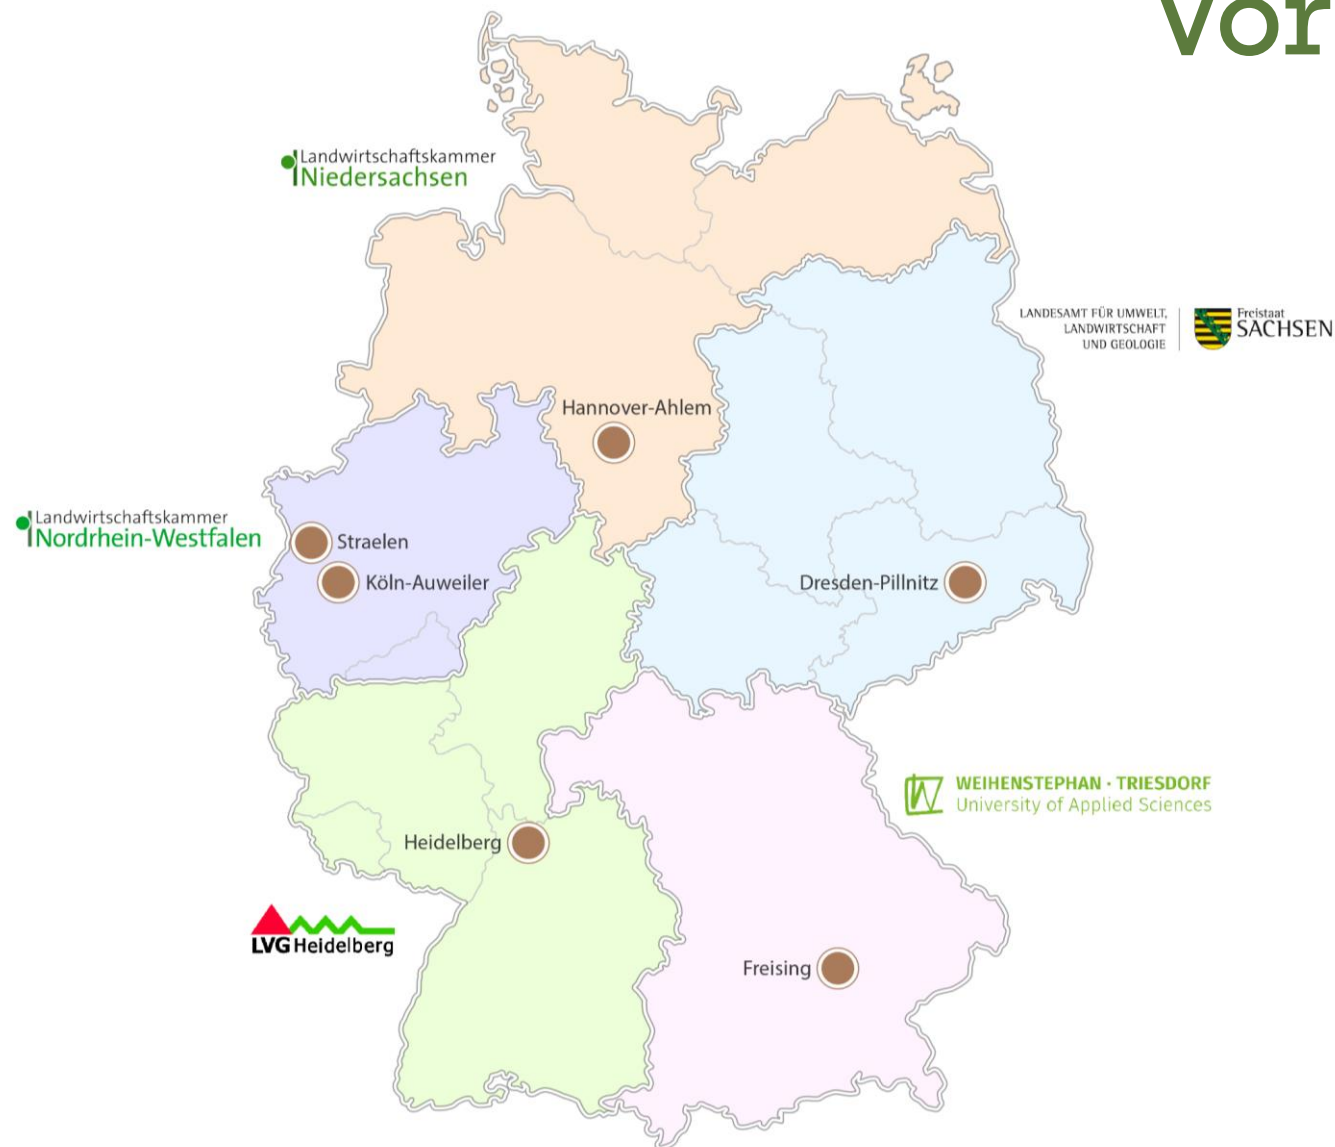 vor
Landwirtschaftskammer
Niedersachsen
LANDESAMT FÜR UMWELT,
LANDWIRTSCHAFT
UND GEOLOGIE
Freistaat
SACHSEN
Hannover-Ahlem
Landwirtschaftskammer
Nordrhein-Westfalen
Straelen
Köln-Auweiler
Dresden-Pillnitz
WEIHENSTEPHAN · TRIESDORF
University of Applied Sciences
Heidelberg
LVG Heidelberg
Freising